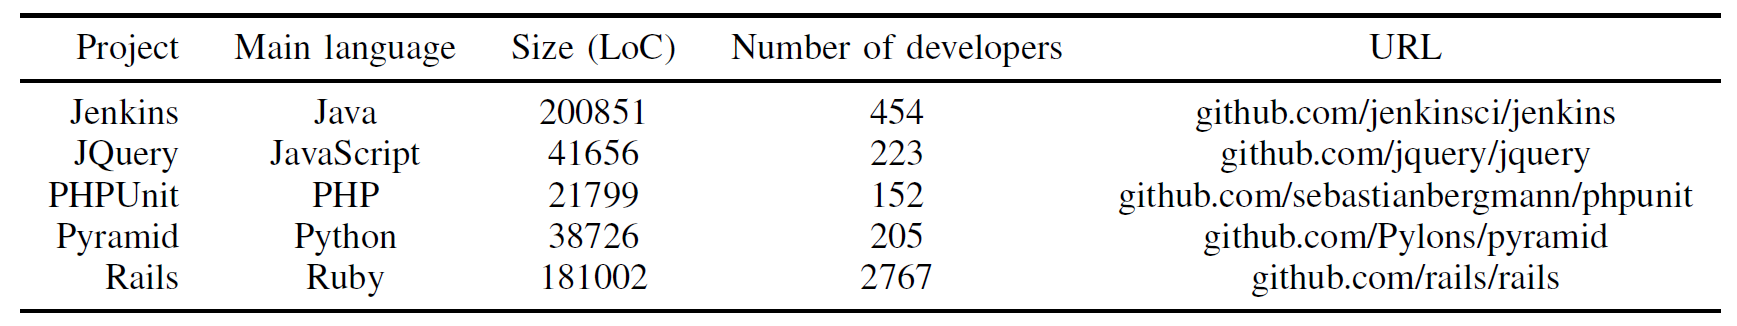 Project Main language Size (LoC) Number of developers URL
Jenkins Java 200851 454 github.com/jenkinsci/jenkins
JQuery JavaScript 41656 223 github.com/jquery/jquery
PHPUnit PHP 21799 152 github.com/sebastianbergmann/phpunit
Pyramid Python 38726 205 github.com/Pylons/pyramid
Rails Ruby 181002 2767 github.com/rails/rails